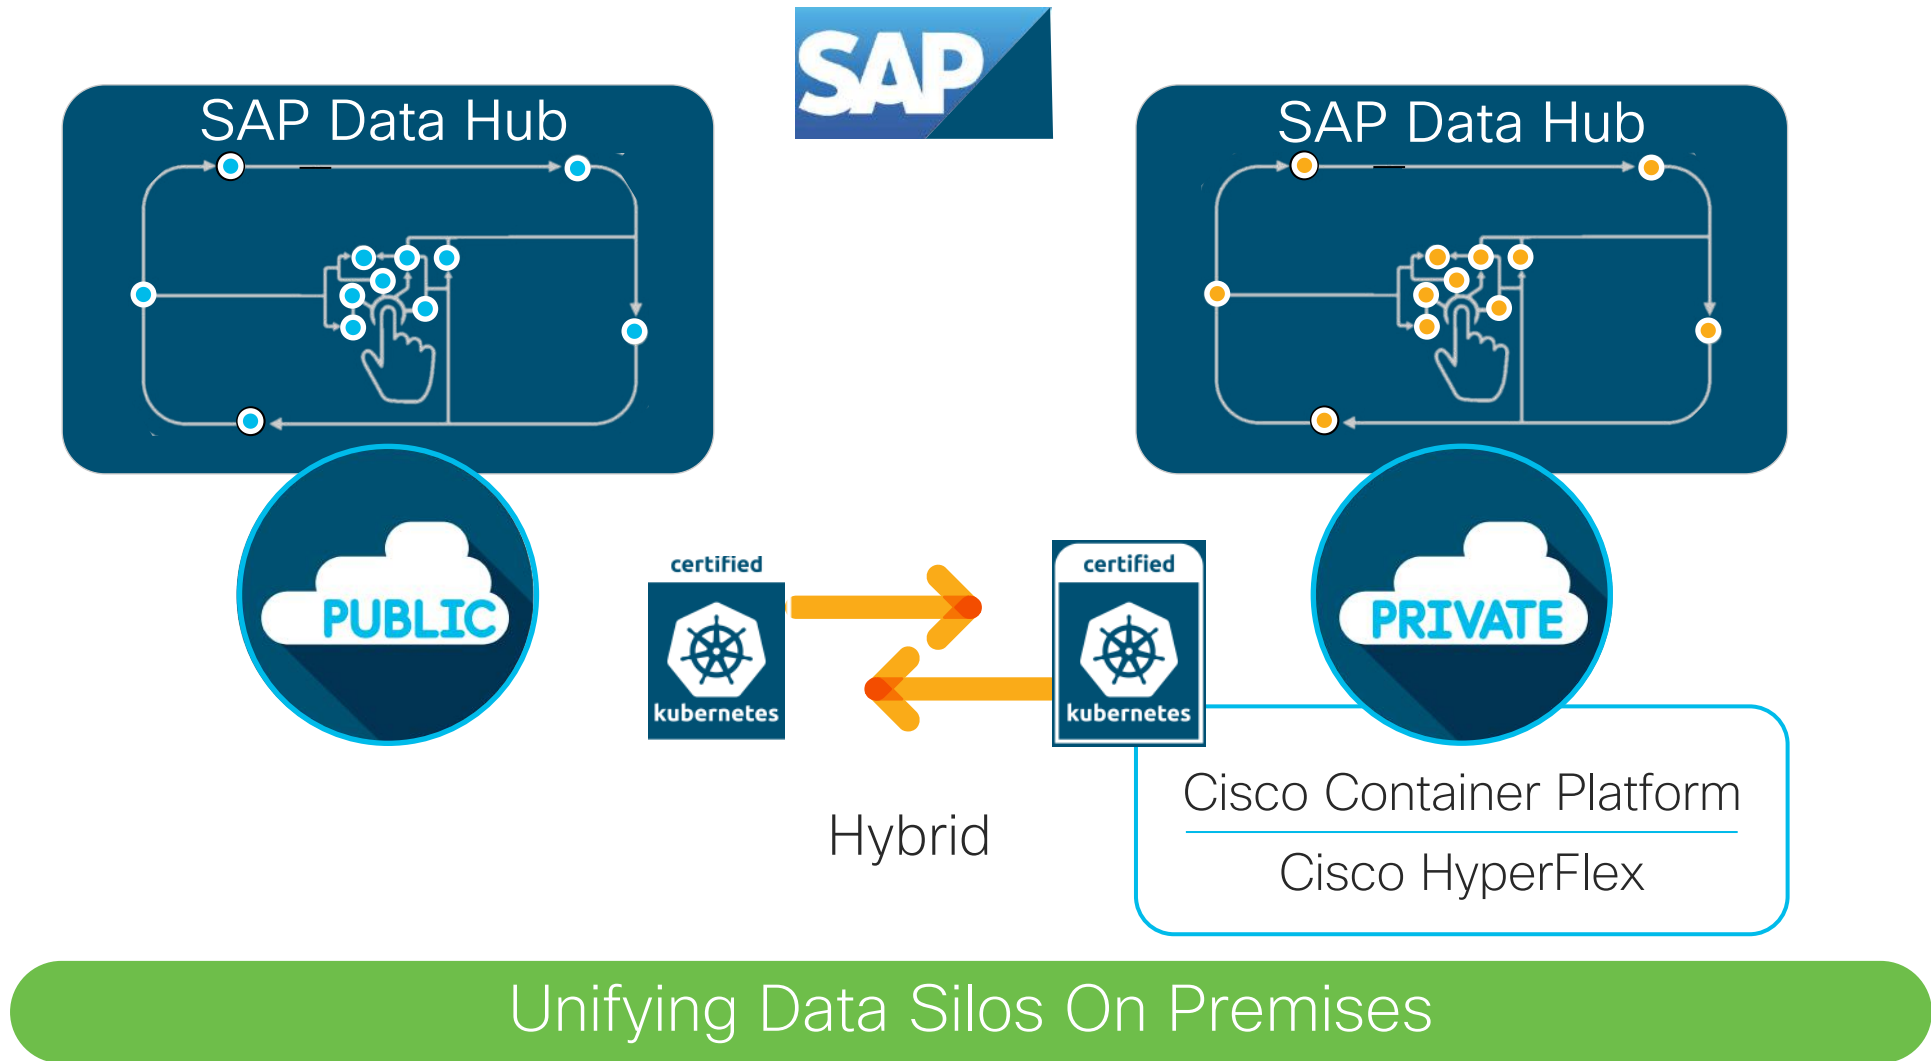 SAP
SAP Data Hub
SAP Data Hub
PUBLIC
certified
kubernetes
certified
kubernetes
PRIVATE
Hybrid
Cisco Container Platform
Cisco HyperFlex
Unifying Data Silos On Premises